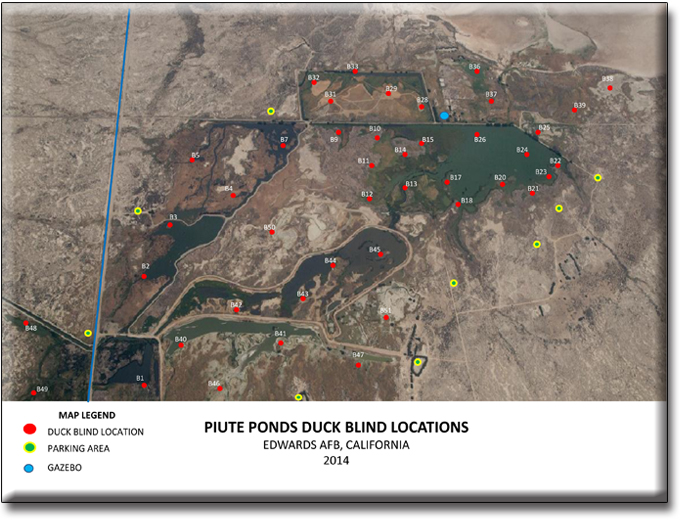 B36
B33
B32
B38
B29
B31
B37
B28
B39
B25
B9
B10
B26
B7
B15
B14
B24
B5
B11
B22
B23
B17
B20
B13
B4
B12
B21
B18
B3
B50
B45
B44
B2
B43
B42
B51
B48
B41
B40
B47
B1
B46
B49
MAP LEGEND
DUCK BLIND LOCATION
PARKING AREA
GAZEBO
PIUTE PONDS DUCK BLIND LOCATIONS
EDWARDS AFB, CALIFORNIA
2014